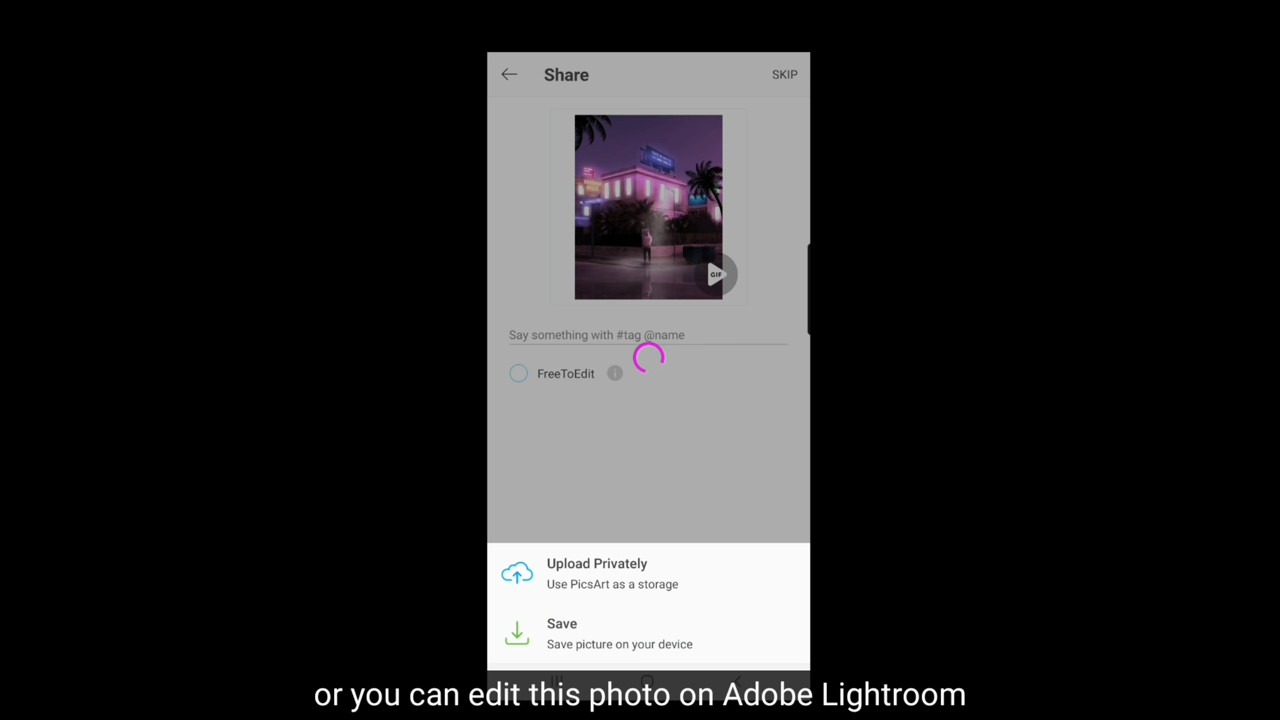 Share
SKIP
GIF
Say something with #tag @name
FreeToEdit
Upload Privately
Use PicsArt as a storage
Save
Save picture on your device
or you can edit this photo on Adobe Lightroom